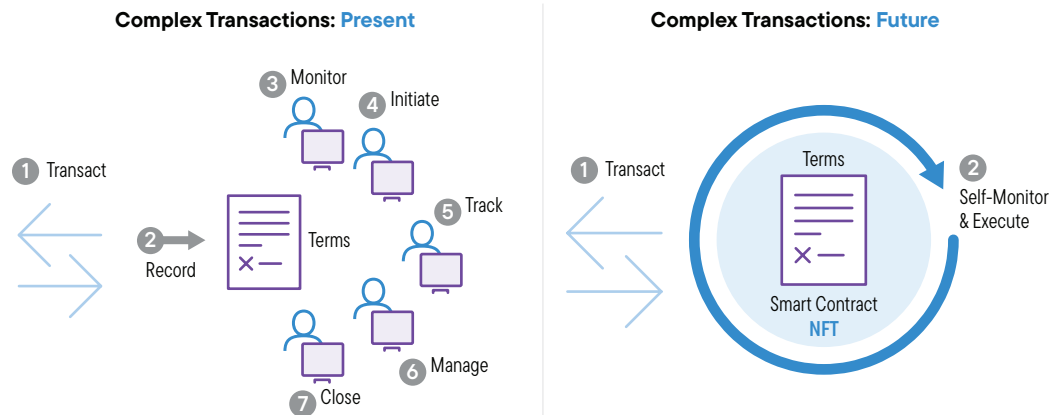 Complex Transactions: Present
3 Monitor
4 Initiate
1 Transact
5 Track
2
Record
Terms
6 Manage
7 Close
Complex Transactions: Future
1 Transact
Terms
2
Self-Monitor
& Execute
Smart Contract
NFT